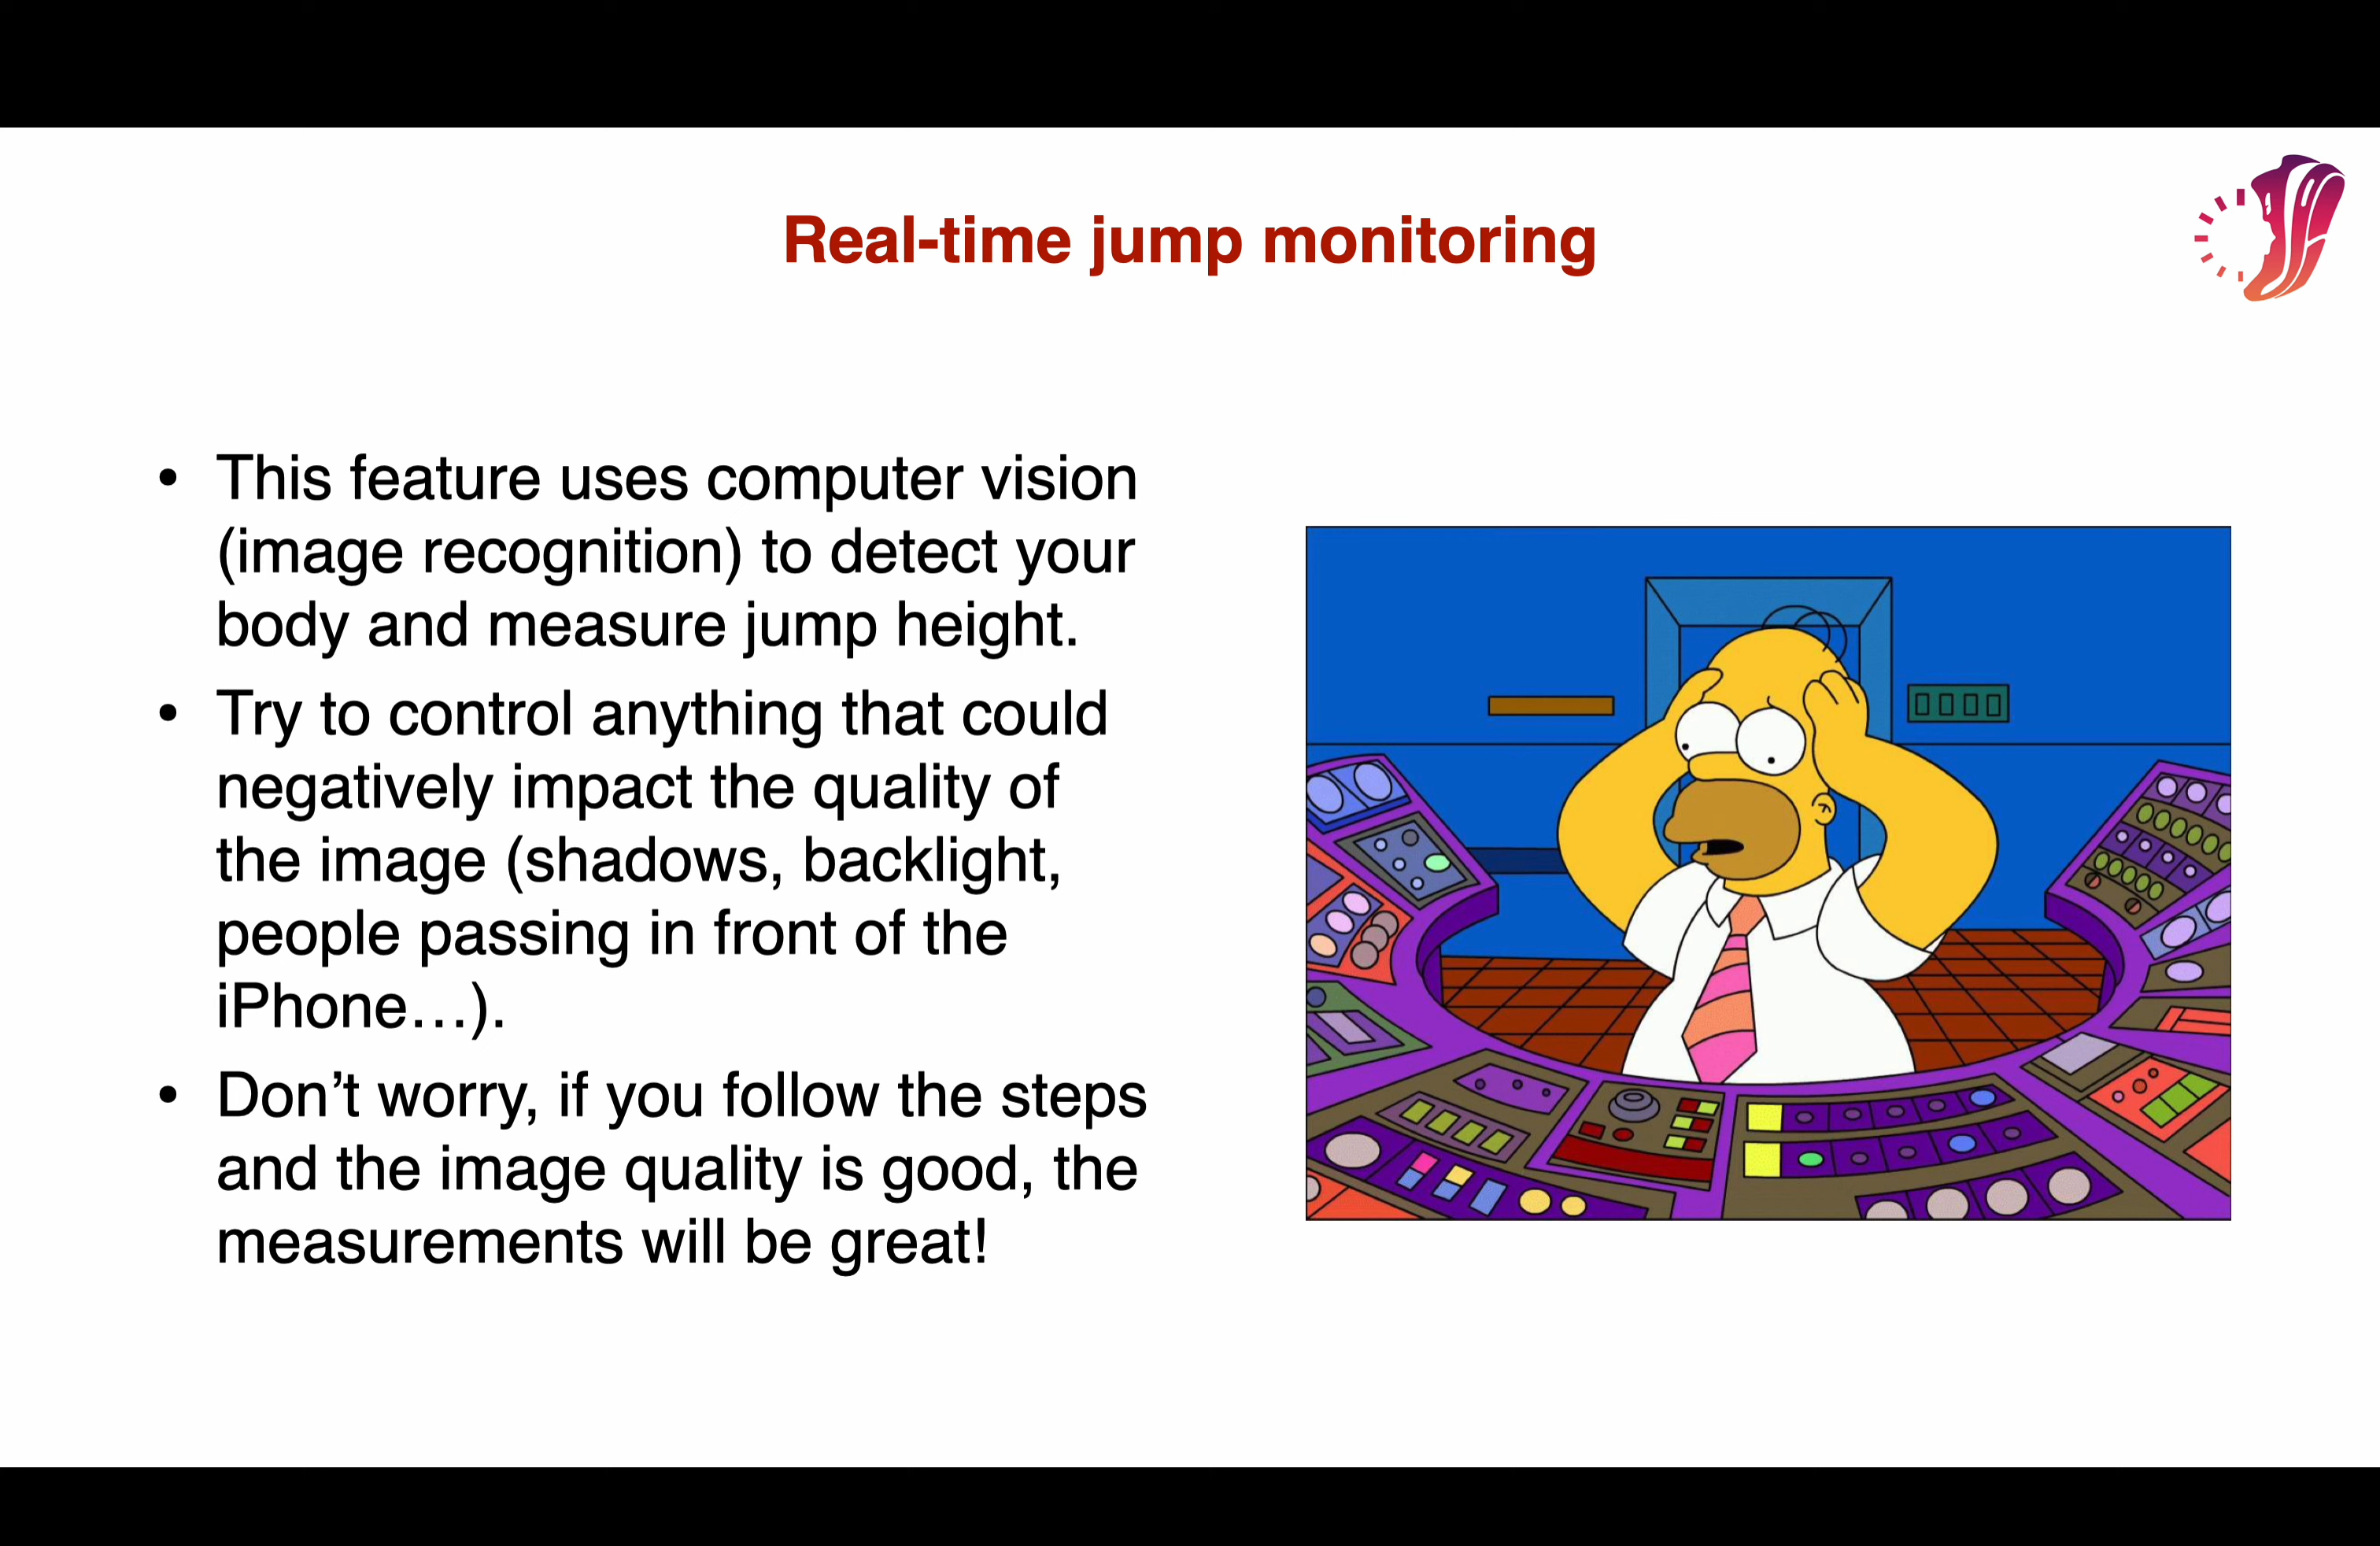 Real-time jump monitoring
• This feature uses computer vision
(image recognition) to detect your
body and measure jump height.
• Try to control anything that could
negatively impact the quality of
the image (shadows, backlight,
people passing in front of the
iPhone…).
• Don’t worry, if you follow the steps
and the image quality is good, the
measurements will be great!